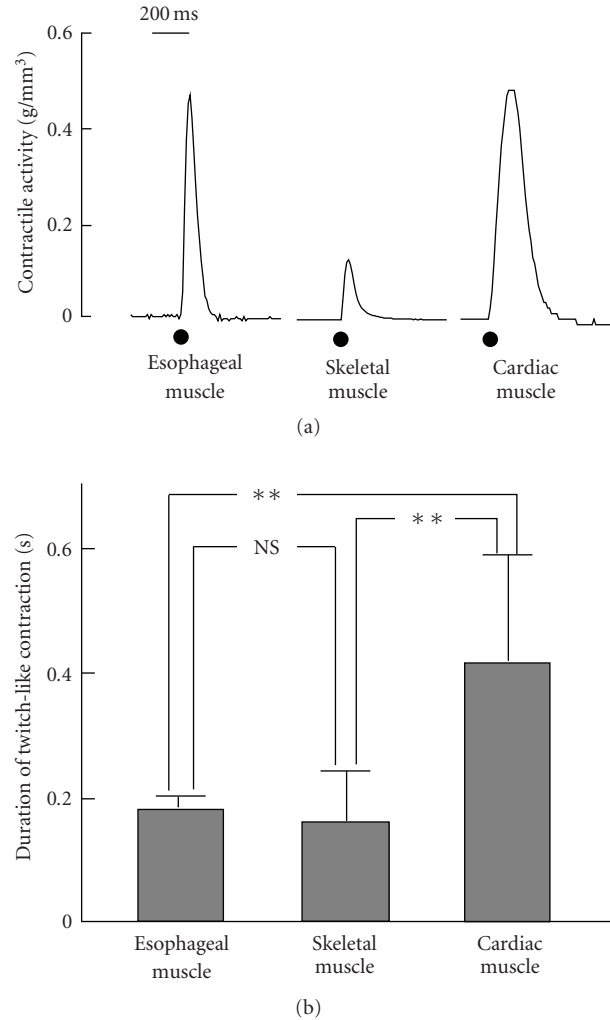 200 ms
Contractile activity (g/mm³)
0.6
0.4
0.2
0
Esophageal
muscle
Skeletal
muscle
Cardiac
muscle
(a)
Duration of twitch-like contraction (s)
0.6
0.4
0.2
0
**
**
NS
Esophageal
muscle
Skeletal
muscle
Cardiac
muscle
(b)